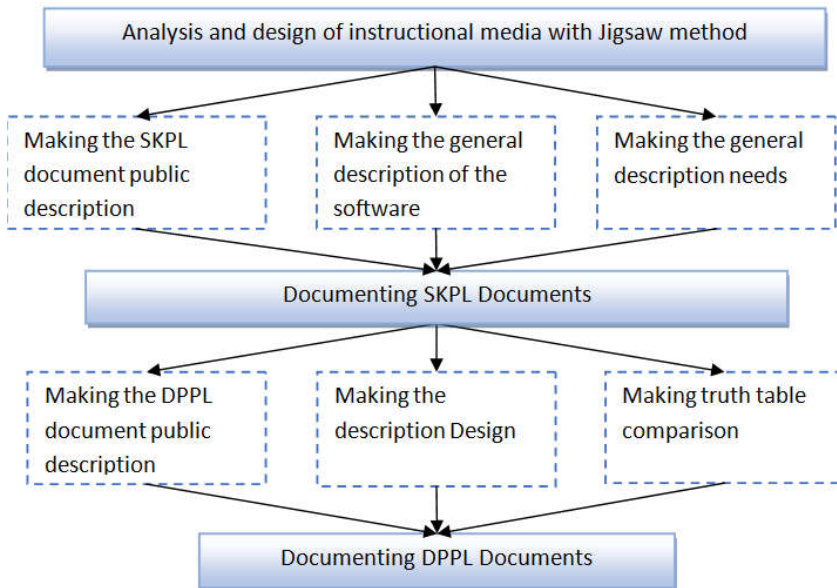 Analysis and design of instructional media with Jigsaw method
Making the SKPL
document public
description
Making the general
description of the
software
Making the general
description needs
Documenting SKPL Documents
Making the DPPL
document public
description
Making the
description Design
Making truth table
comparison
Documenting DPPL Documents